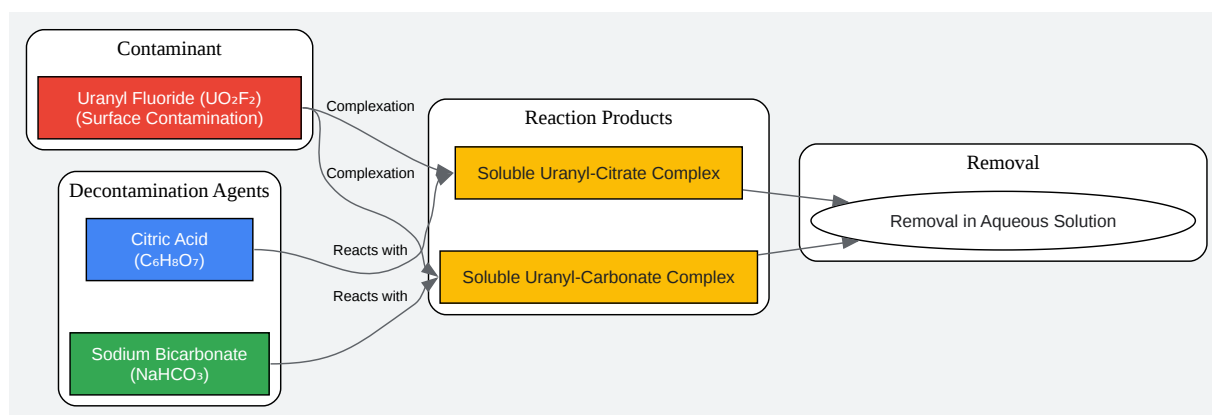 Contaminant
Uranyl Fluoride (UO₂F₂)
(Surface Contamination)
Complexation
Complexation
Decontamination Agents
Citric Acid
(C₆H₈O₇)
Reacts with
Reacts with
Sodium Bicarbonate
(NaHCO₃)
Reaction Products
Soluble Uranyl-Citrate Complex
Soluble Uranyl-Carbonate Complex
Removal
Removal in Aqueous Solution